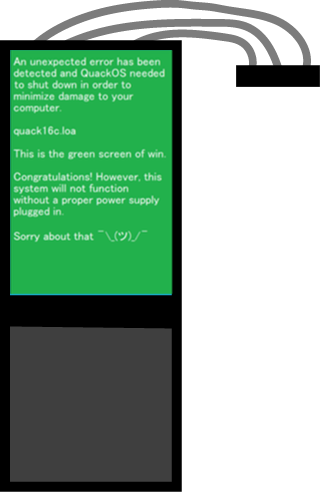 An unexpected error has been
detected and QuackOS needed
to shut down in order to
minimize damage to your
computer.
quack16c.loa
This is the green screen of win.
Congratulations! However, this
system will not function
without a proper power supply
plugged in.
Sorry about that ¯\_(ツ)_/¯